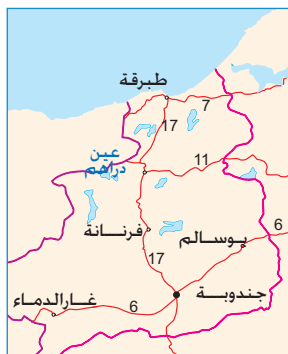 طبرقة
7
17
عين
دراهم
11
فرنانة
6
بوسالم
17
جندوبة
غار الدماء
6